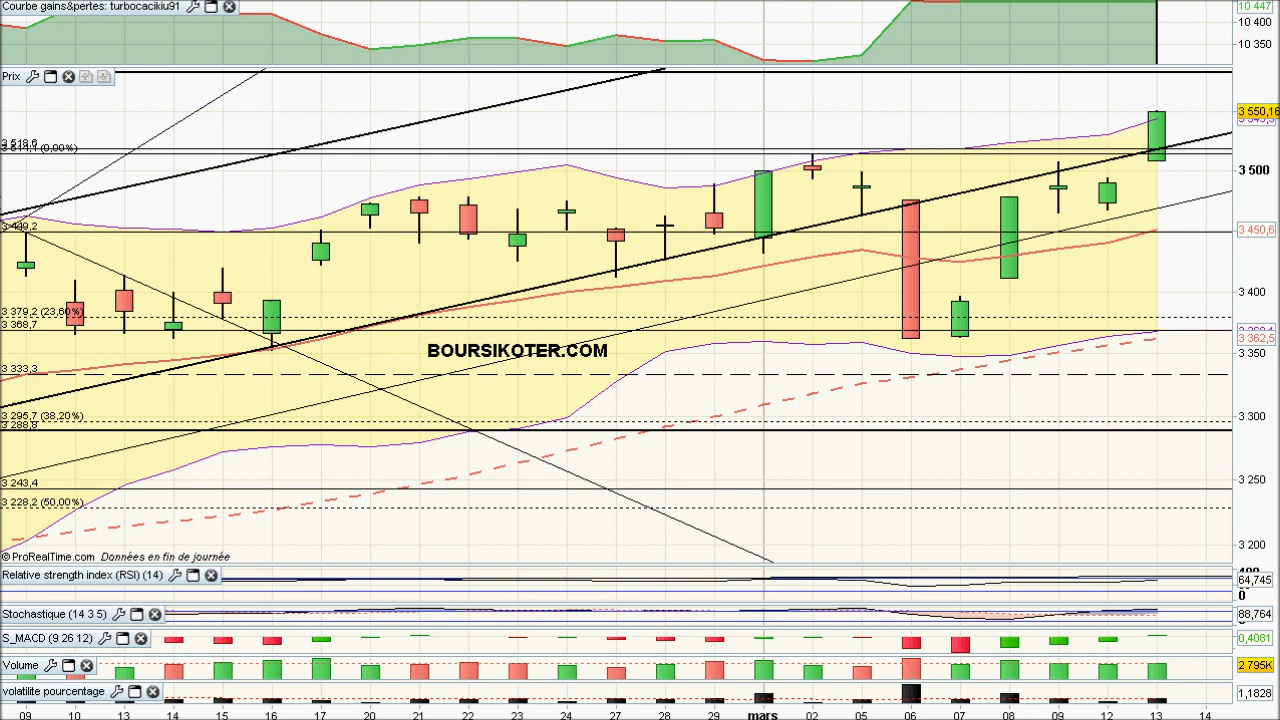 Courbe gains&pertes: turbocacikiu91
10 447
10 400
10 350
Prix
3 550,16
3 518,6
(0,00%)
3 500
3 449,2
3 450,6
3 400
3 379,2 (23,60%)
3 368,7
3 362,5
3 350
BOURSIKOTER.COM
3 333,3
3 300
3 295,7 (38,20%)
3 288,8
3 250
3 243,4
3 228,2 (50,00%)
3 200
© ProRealTime.com Données en fin de journée
Relative strength index (RSI) (14)
64,745
0
Stochastique (14 3 5)
88,764
S_MACD (9 26 12)
0,4081
Volume
2 795K
volatilite pourcentage
1,1828
09 10 13 14 15 16 17 20 21 22 23 24 27 28 29 mars 02 05 06 07 08 09 12 13 14